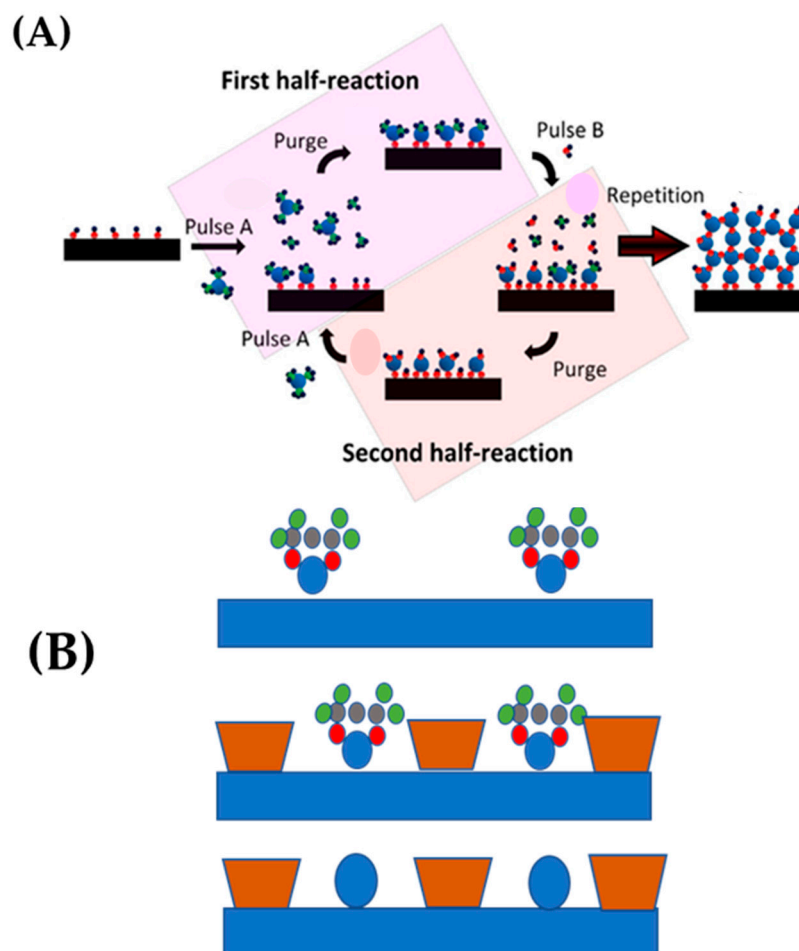 (A)
First half-reaction
Purge
Pulse B
Repetition
Pulse A
Pulse A
Purge
Second half-reaction
(B)